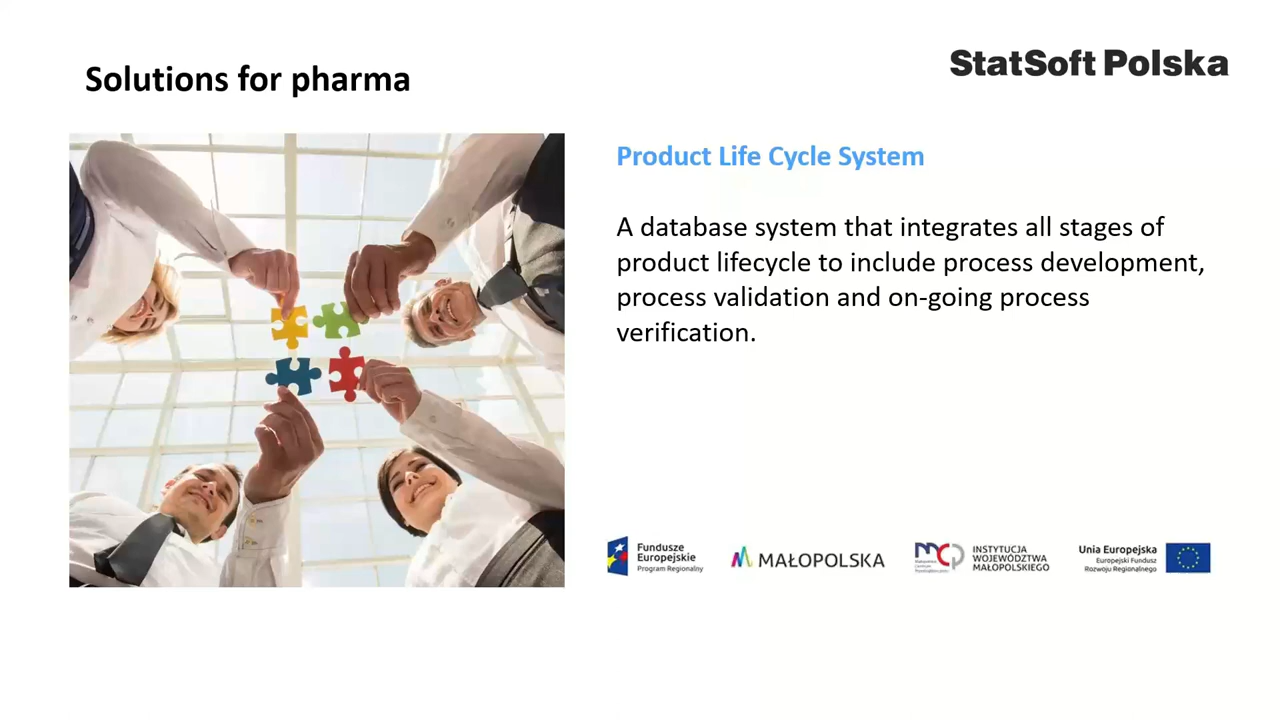 Solutions for pharma
StatSoft Polska
Product Life Cycle System
A database system that integrates all stages of
product lifecycle to include process development,
process validation and on-going process
verification.
Fundusze
Europejskie
Program Regionalny
MAŁOPOLSKA
INSTYTUCJA
WOJEWÓDZTWA
MAŁOPOLSKIEGO
Unia Europejska
Europejski Fundusz
Rozwoju Regionalnego